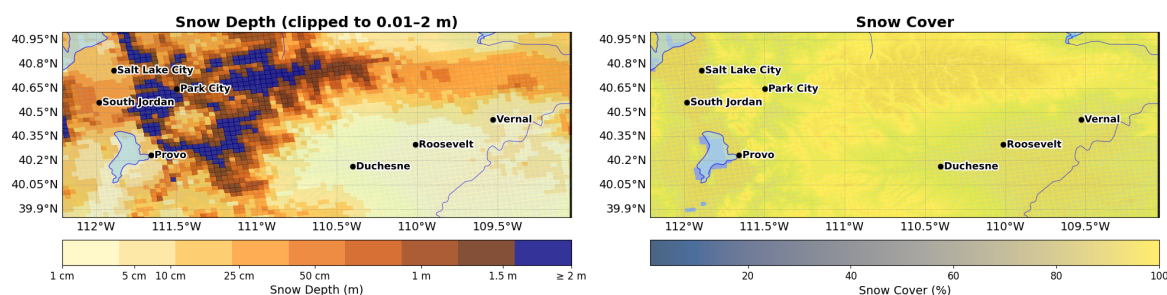 Snow Depth (clipped to 0.01–2 m)
40.95°N
40.8°N
40.65°N
40.5°N
40.35°N
40.2°N
40.05°N
39.9°N
Salt Lake City
Park City
South Jordan
Vernal
Roosevelt
Provo
Duchesne
112°W
111.5°W
111°W
110.5°W
110°W
109.5°W
1 cm
5 cm
10 cm
25 cm
50 cm
1 m
1.5 m
≥ 2 m
Snow Depth (m)
Snow Cover
40.95°N
40.8°N
40.65°N
40.5°N
40.35°N
40.2°N
40.05°N
39.9°N
Salt Lake City
Park City
South Jordan
Vernal
Roosevelt
Provo
Duchesne
112°W
111.5°W
111°W
110.5°W
110°W
109.5°W
20
40
60
80
100
Snow Cover (%)